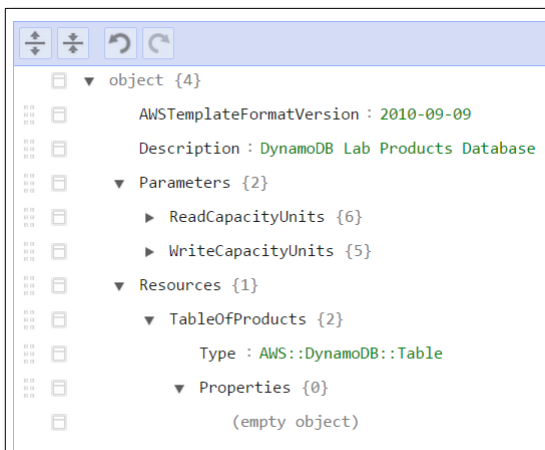 object {4}
AWSTemplateFormatVersion : 2010-09-09
Description : DynamoDB Lab Products Database
Parameters {2}
ReadCapacityUnits {6}
WriteCapacityUnits {5}
Resources {1}
TableOfProducts {2}
Type : AWS::DynamoDB::Table
Properties {0}
(empty object)